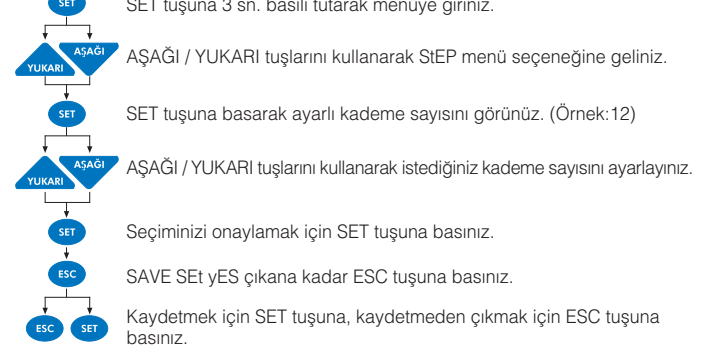 SET
SET tuşuna 3 sn. basılı tutarak menüye giriniz.
YUKARI AŞAĞI
AŞAĞI / YUKARI tuşlarını kullanarak StEP menü seçeneğine geliniz.
SET
SET tuşuna basarak ayarlı kademe sayısını görünüz. (Örnek:12)
YUKARI AŞAĞI
AŞAĞI / YUKARI tuşlarını kullanarak istediğiniz kademe sayısını ayarlayınız.
SET
Seçiminizi onaylamak için SET tuşuna basınız.
ESC
SAVE SEt yES çıkana kadar ESC tuşuna basınız.
ESC SET
Kaydetmek için SET tuşuna, kaydetmeden çıkmak için ESC tuşuna
basınız.